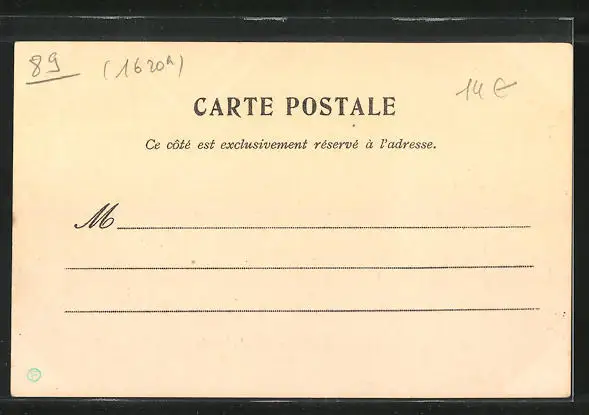 89 (1620h) 14 €
CARTE POSTALE
Ce côté est exclusivement réservé à l'adresse.
M